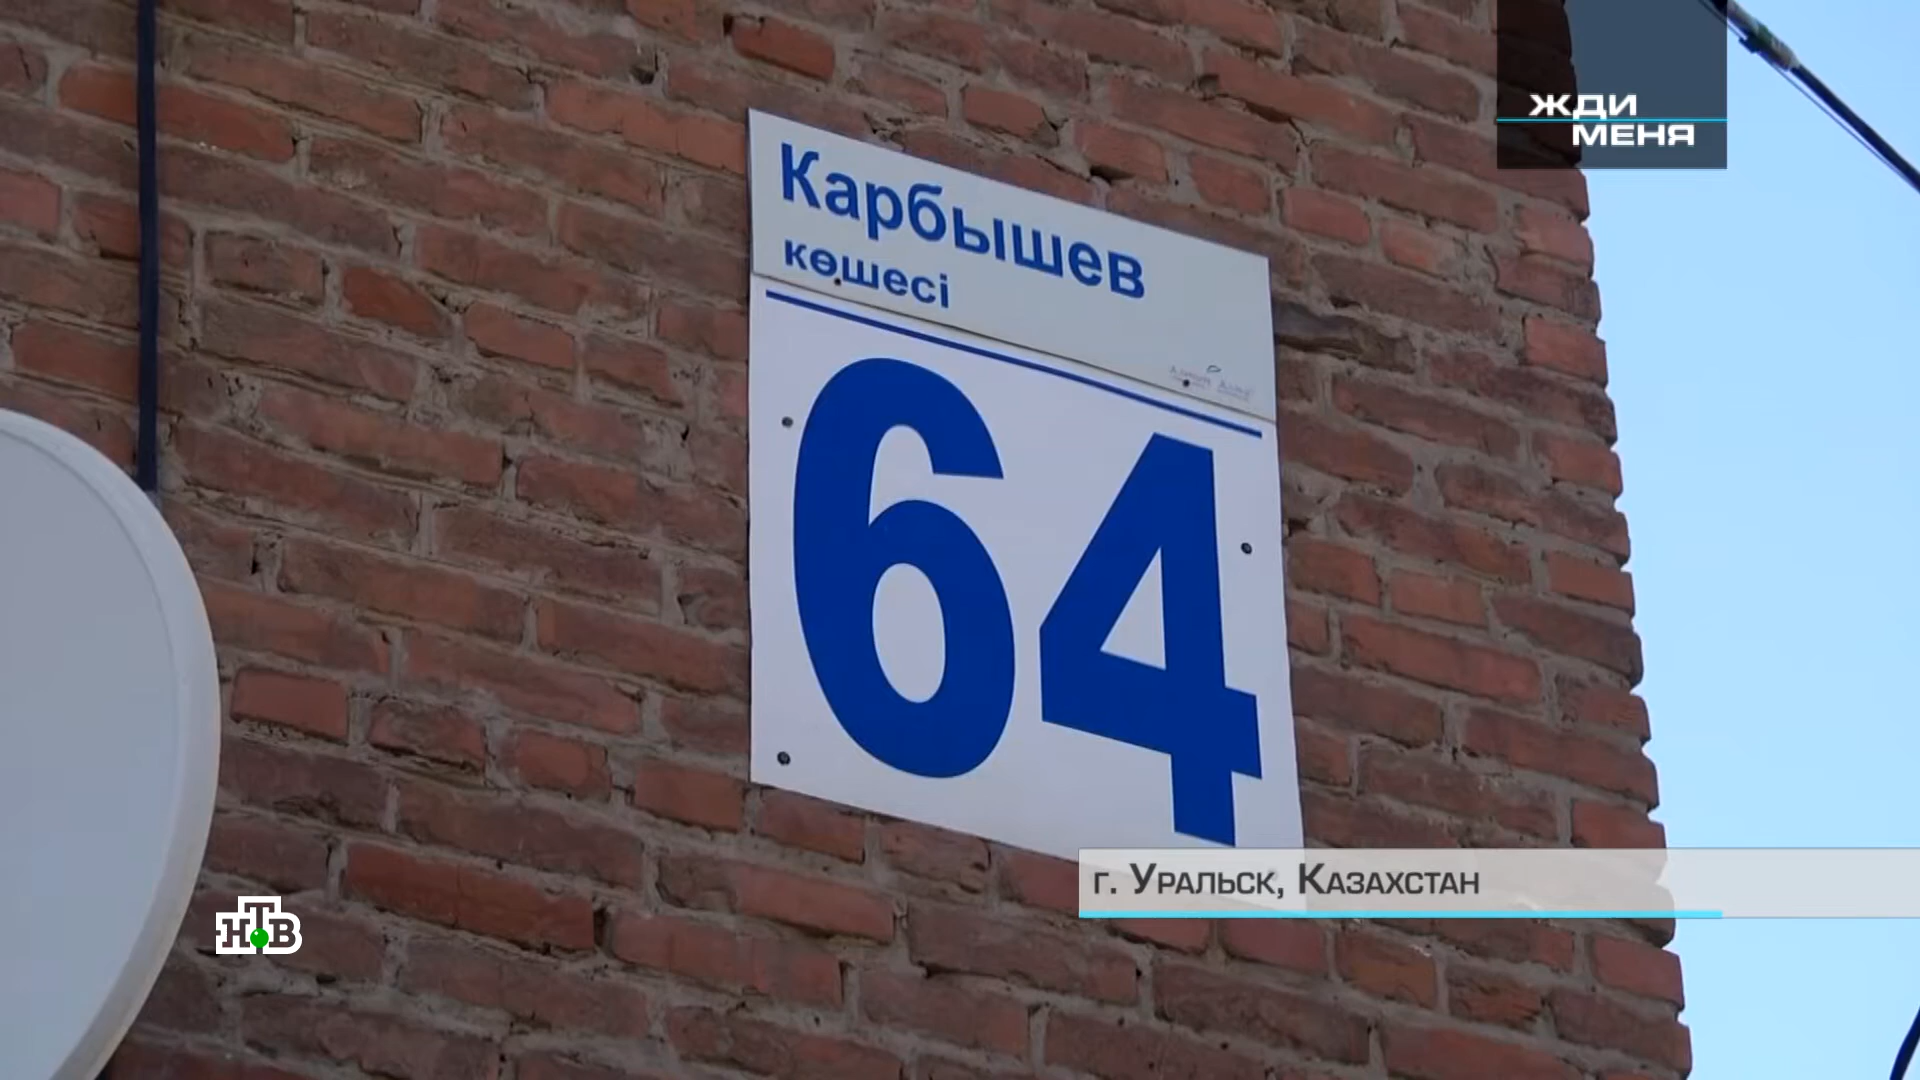 ЖДИ
МЕНЯ
Карбышев
көшесі
64
г. Уральск, Казахстан
НТВ